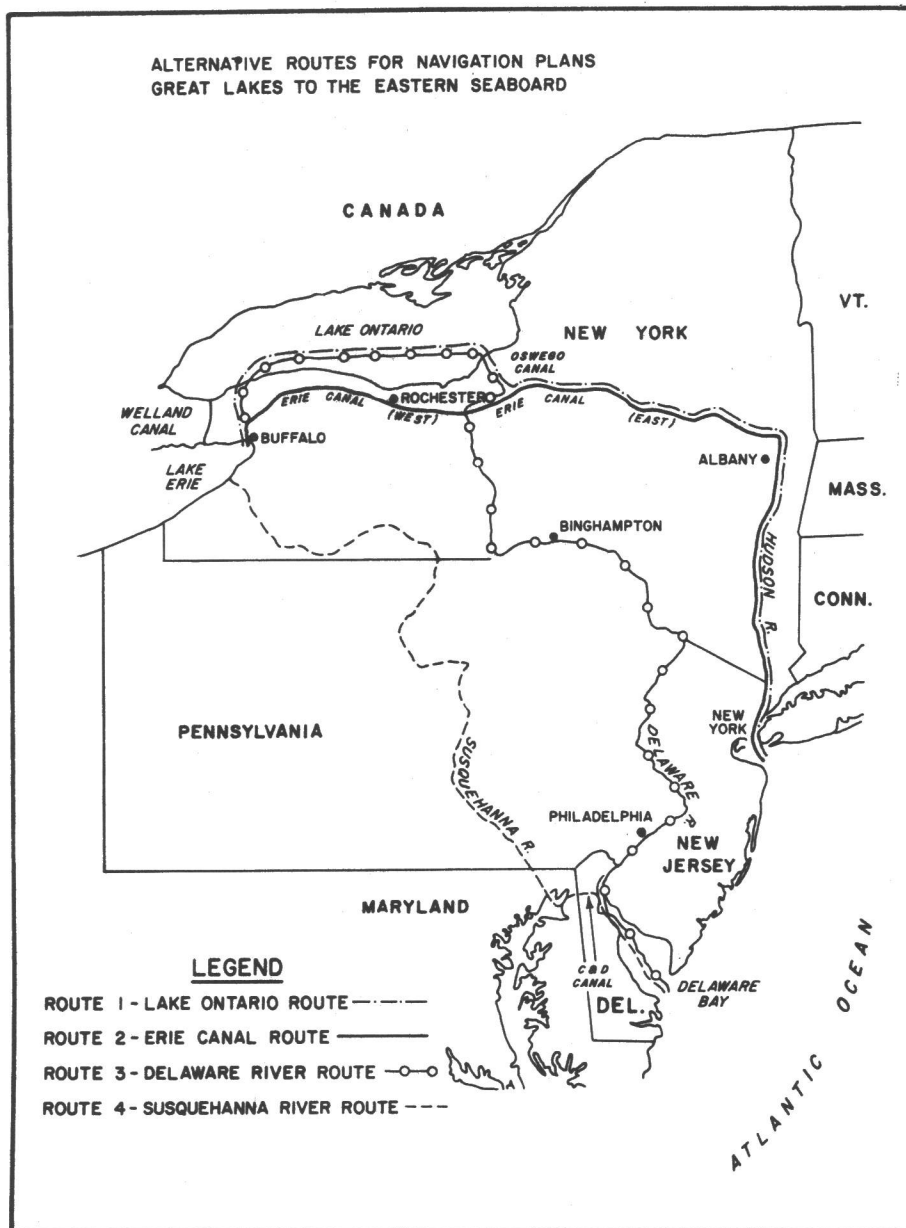 ALTERNATIVE ROUTES FOR NAVIGATION PLANS
GREAT LAKES TO THE EASTERN SEABOARD
CANADA
VT.
LAKE ONTARIO
NEW YORK
OSWEGO
CANAL
WELLAND
CANAL
ERIE CANAL
(WEST)
ROCHESTER
ERIE CANAL
(EAST)
BUFFALO
LAKE
ERIE
ALBANY
MASS.
BINGHAMPTON
HUDSON R.
CONN.
PENNSYLVANIA
NEW
YORK
SUSQUEHANNA R.
DELAWARE R.
PHILADELPHIA
NEW
JERSEY
MARYLAND
C & D
CANAL
DEL.
DELAWARE
BAY
ATLANTIC OCEAN
LEGEND
ROUTE 1 - LAKE ONTARIO ROUTE
ROUTE 2 - ERIE CANAL ROUTE
ROUTE 3 - DELAWARE RIVER ROUTE
ROUTE 4 - SUSQUEHANNA RIVER ROUTE